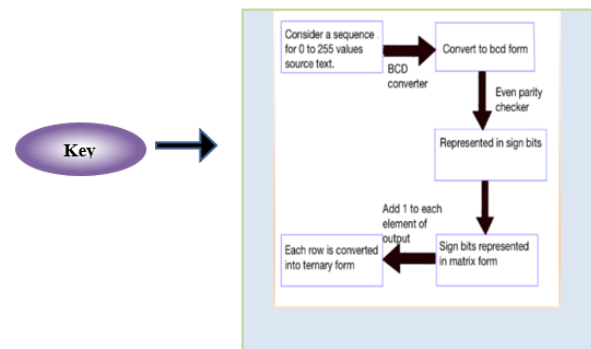 Consider a sequence
for 0 to 255 values
source text.
BCD
converter
Convert to bcd form
Even parity
checker
Key
Represented in sign bits
Add 1 to each
element of
output
Sign bits represented
in matrix form
Each row is converted
into ternary form